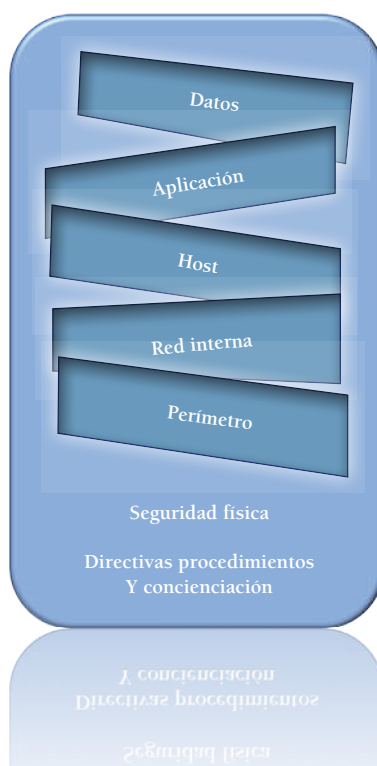 Datos
Aplicación
Host
Red interna
Perímetro
Seguridad física
Directivas procedimientos
Y concienciación